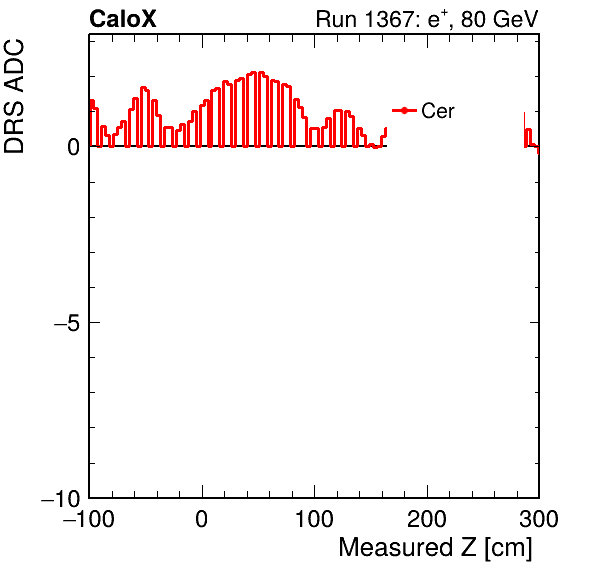 CaloX Run 1367: e⁺, 80 GeV
DRS ADC
Cer
0
−5
−10
−100 0 100 200 300
Measured Z [cm]